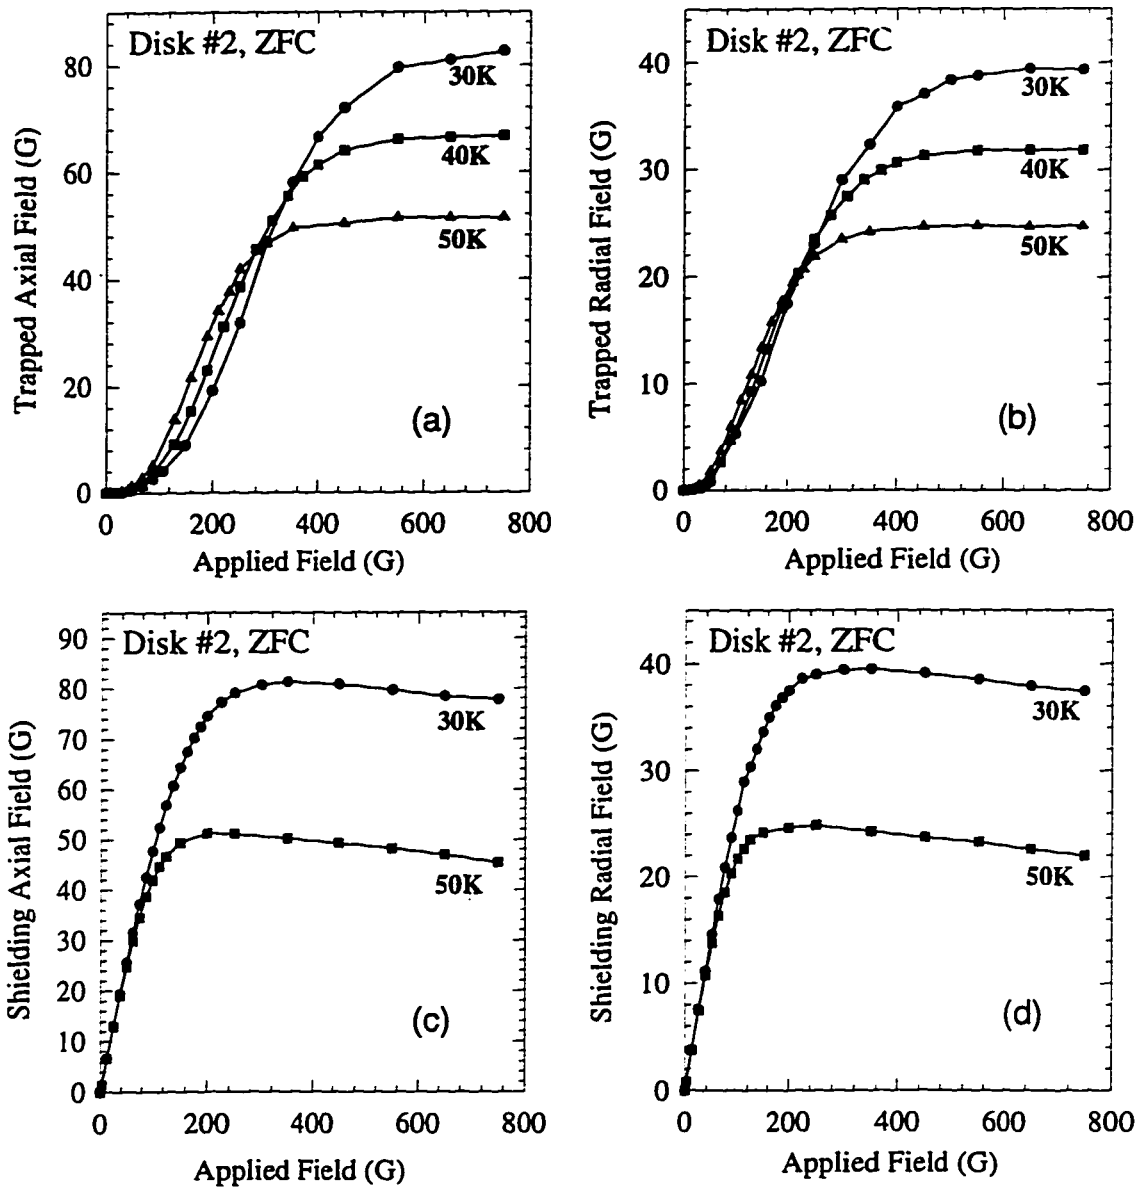 Disk #2, ZFC
80
60
40
20
0
Trapped Axial Field (G)
30K
40K
50K
(a)
0 200 400 600 800
Applied Field (G)
Disk #2, ZFC
40
30
20
10
0
Trapped Radial Field (G)
30K
40K
50K
(b)
0 200 400 600 800
Applied Field (G)
Disk #2, ZFC
90
80
70
60
50
40
30
20
10
0
Shielding Axial Field (G)
30K
50K
(c)
0 200 400 600 800
Applied Field (G)
Disk #2, ZFC
40
30
20
10
0
Shielding Radial Field (G)
30K
50K
(d)
0 200 400 600 800
Applied Field (G)